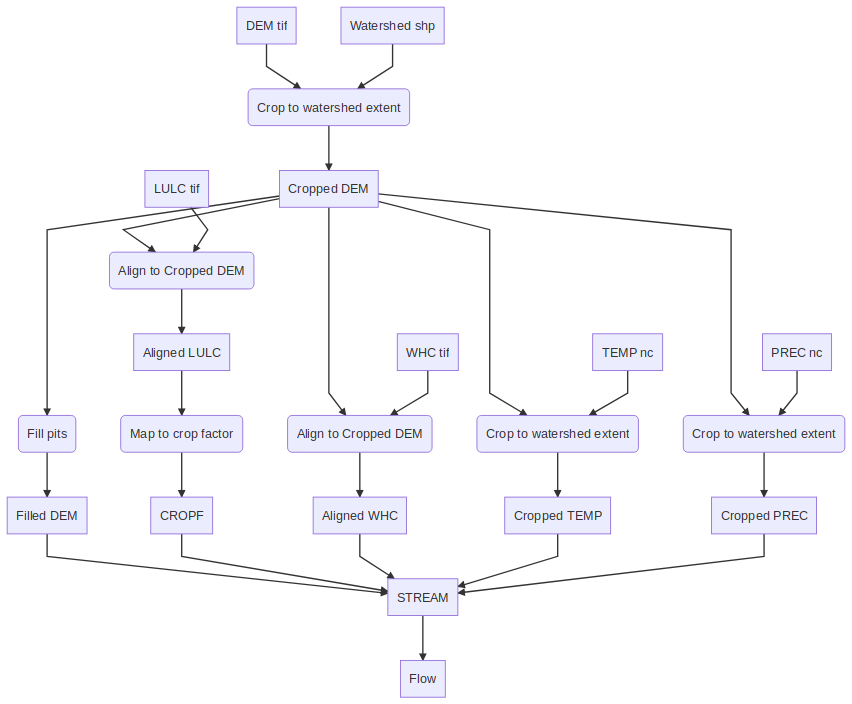 DEM tif
Watershed shp
Crop to watershed extent
LULC tif
Cropped DEM
Align to Cropped DEM
Aligned LULC
WHC tif
TEMP nc
PREC nc
Fill pits
Map to crop factor
Align to Cropped DEM
Crop to watershed extent
Crop to watershed extent
Filled DEM
CROPF
Aligned WHC
Cropped TEMP
Cropped PREC
STREAM
Flow